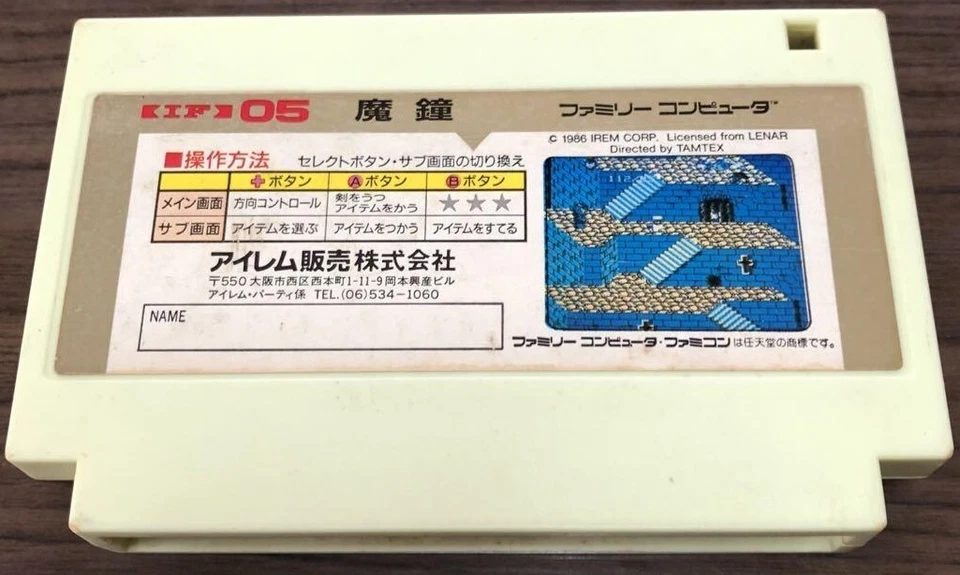 IF 05 魔鐘 ファミリー コンピュータ™
© 1986 IREM CORP. Licensed from LENAR
Directed by TAMTEX
■操作方法 セレクトボタン・サブ画面の切り換え
✚ボタン Ⓐボタン Ⓑボタン
メイン画面 方向コントロール 剣をうつ アイテムをかう ★★★
サブ画面 アイテムを選ぶ アイテムをつかう アイテムをすてる
アイレム販売株式会社
〒550 大阪市西区西本町1-11-9 岡本興産ビル
アイレム・パーティ係 TEL.(06)534-1060
NAME
ファミリー コンピュータ・ファミコンは任天堂の商標です。